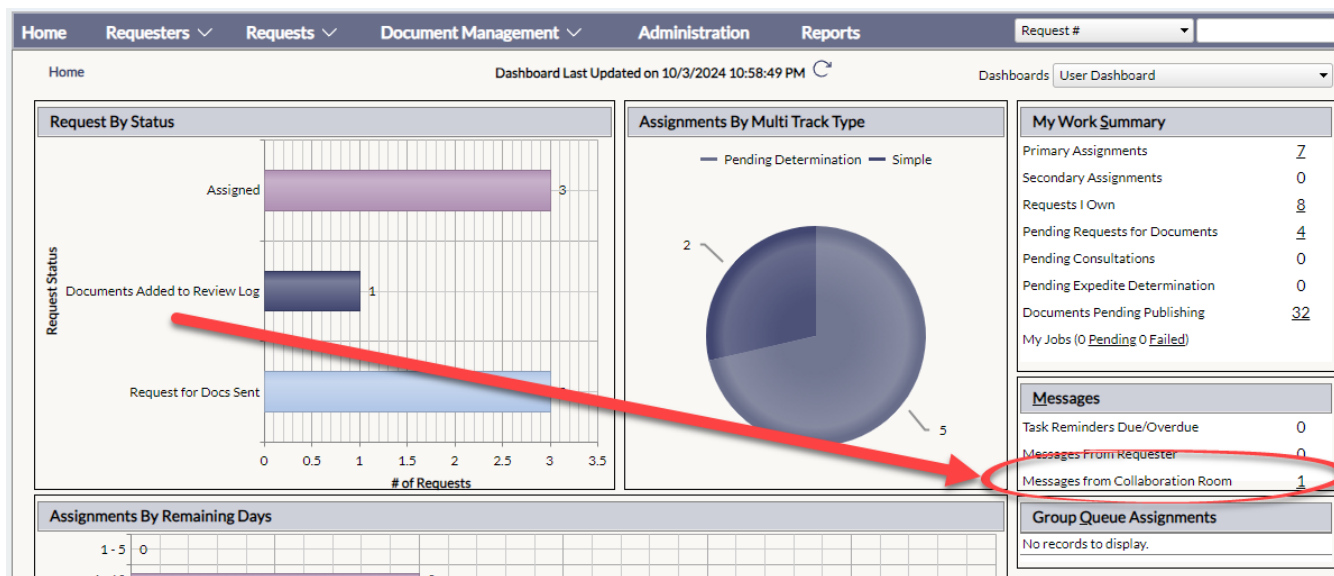 Home Requesters Requests Document Management Administration Reports Request #
Home
Dashboard Last Updated on 10/3/2024 10:58:49 PM
Dashboards User Dashboard
Request By Status
Request Status
Assigned 3
Documents Added to Review Log 1
Request for Docs Sent
0 0.5 1 1.5 2 2.5 3 3.5
# of Requests
Assignments By Multi Track Type
Pending Determination Simple
2
5
My Work Summary
Primary Assignments 7
Secondary Assignments 0
Requests I Own 8
Pending Requests for Documents 4
Pending Consultations 0
Pending Expedite Determination 0
Documents Pending Publishing 32
My Jobs (0 Pending 0 Failed)
Messages
Task Reminders Due/Overdue 0
Messages From Requester 0
Messages from Collaboration Room 1
Group Queue Assignments
No records to display.
Assignments By Remaining Days
1 - 5 0